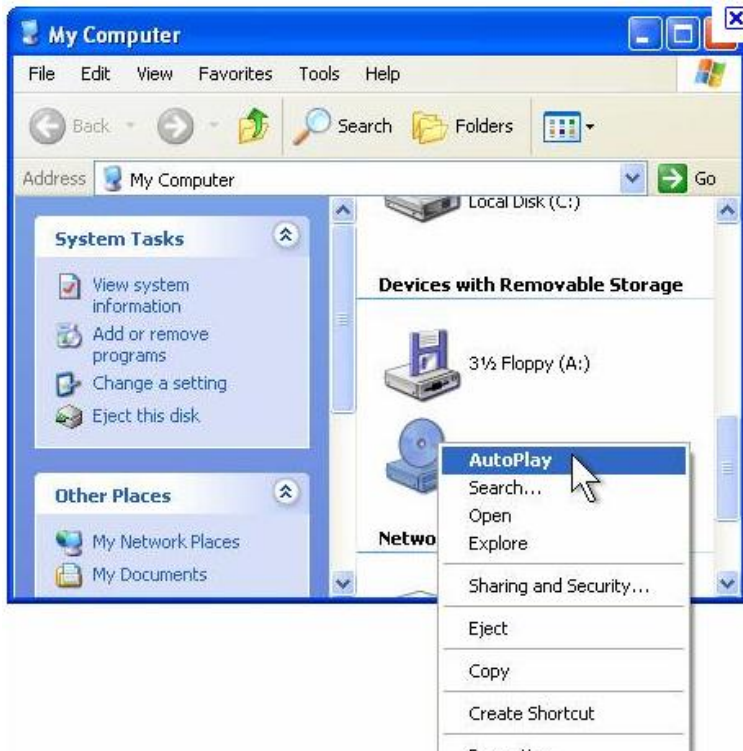 My Computer
File Edit View Favorites Tools Help
Back Search Folders
Address My Computer Go
System Tasks
View system
information
Add or remove
programs
Change a setting
Eject this disk
Other Places
My Network Places
My Documents
Local Disk (C:)
Devices with Removable Storage
3½ Floppy (A:)
Netwo
AutoPlay
Search...
Open
Explore
Sharing and Security...
Eject
Copy
Create Shortcut